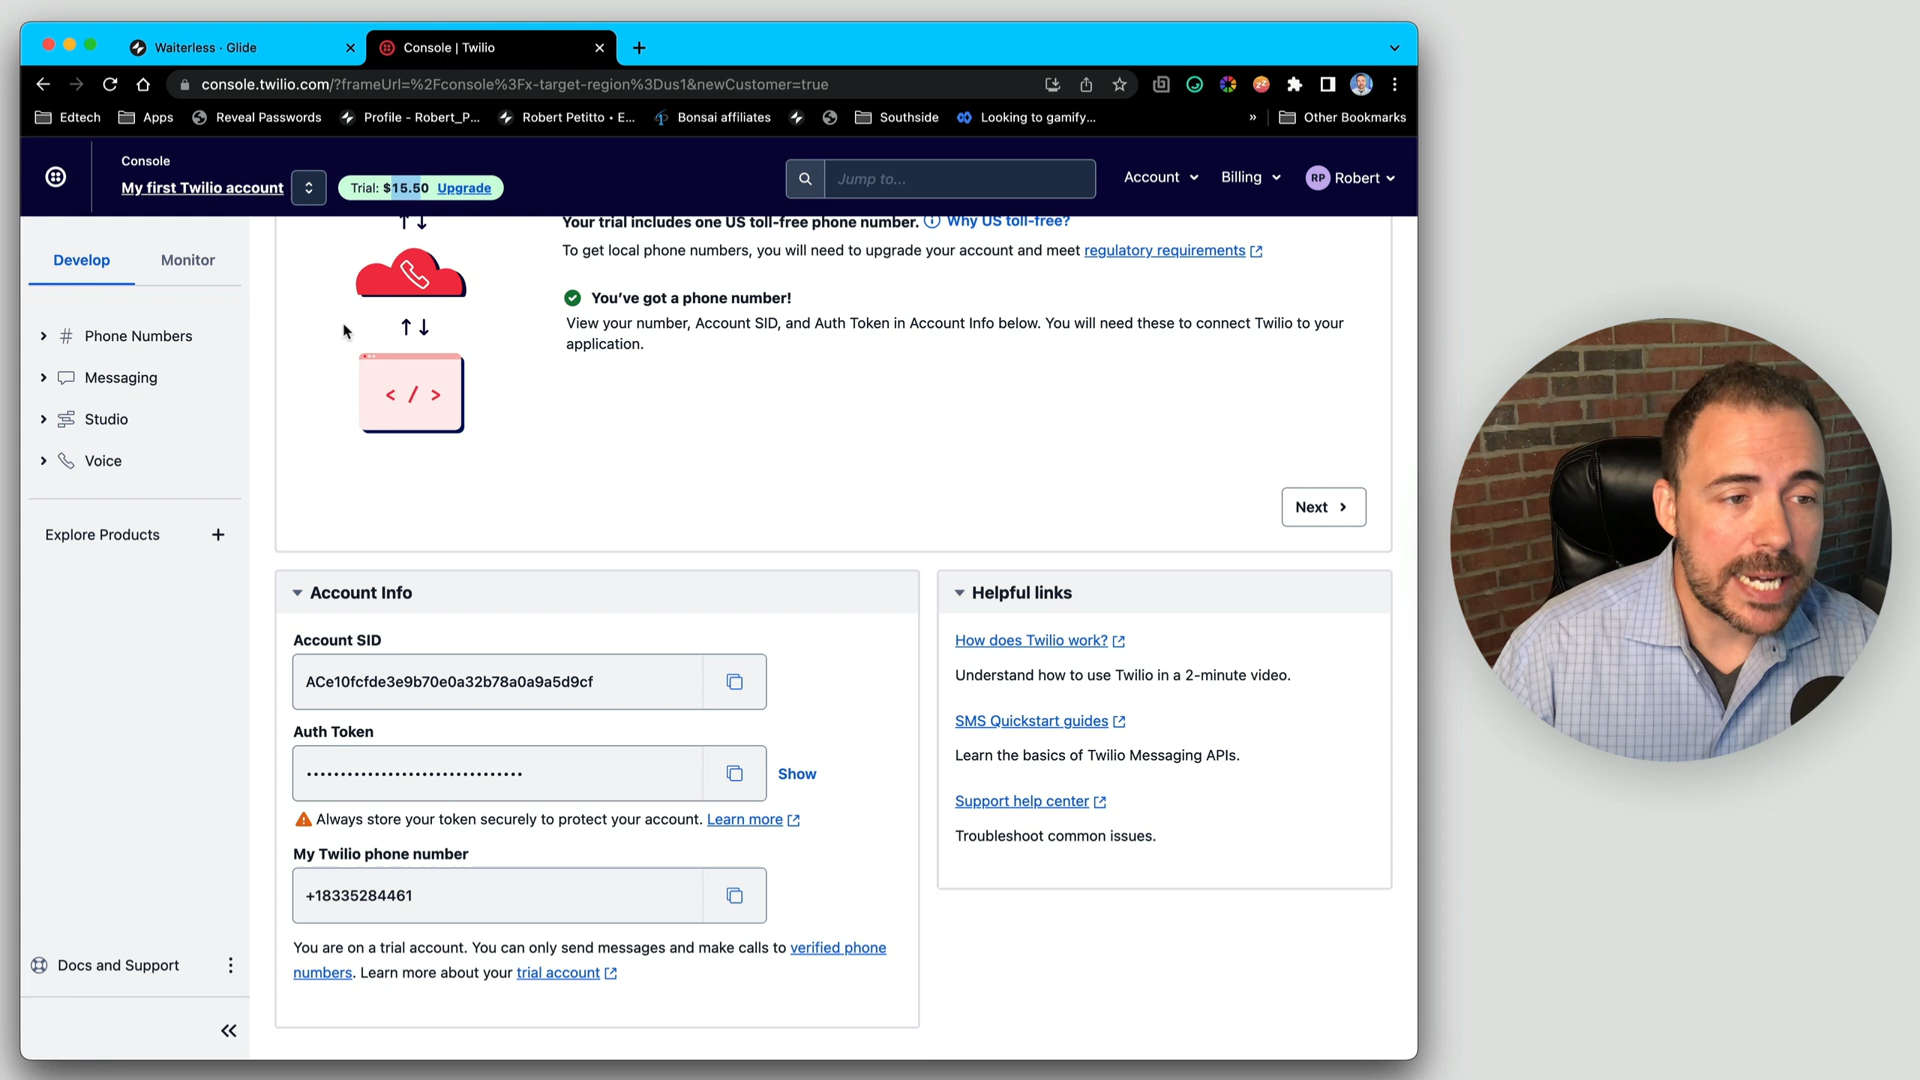 Waiterless · Glide
Console | Twilio
console.twilio.com/?frameUrl=%2Fconsole%3Fx-target-region%3Dus1&newCustomer=true
Edtech
Apps
Reveal Passwords
Profile - Robert_P...
Robert Petitto • E...
Bonsai affiliates
Southside
Looking to gamify...
»
Other Bookmarks
Console
My first Twilio account
Trial: $15.50 Upgrade
Jump to...
Account
Billing
RP Robert
Develop
Monitor
Phone Numbers
Messaging
Studio
Voice
Explore Products +
Docs and Support
Your trial includes one US toll-free phone number. Why US toll-free?
To get local phone numbers, you will need to upgrade your account and meet regulatory requirements
You've got a phone number!
View your number, Account SID, and Auth Token in Account Info below. You will need these to connect Twilio to your
application.
< / >
Next
Account Info
Account SID
ACe10fcfde3e9b70e0a32b78a0a9a5d9cf
Auth Token
••••••••••••••••••••••••••••••••
Show
Always store your token securely to protect your account. Learn more
My Twilio phone number
+18335284461
You are on a trial account. You can only send messages and make calls to verified phone
numbers. Learn more about your trial account
Helpful links
How does Twilio work?
Understand how to use Twilio in a 2-minute video.
SMS Quickstart guides
Learn the basics of Twilio Messaging APIs.
Support help center
Troubleshoot common issues.